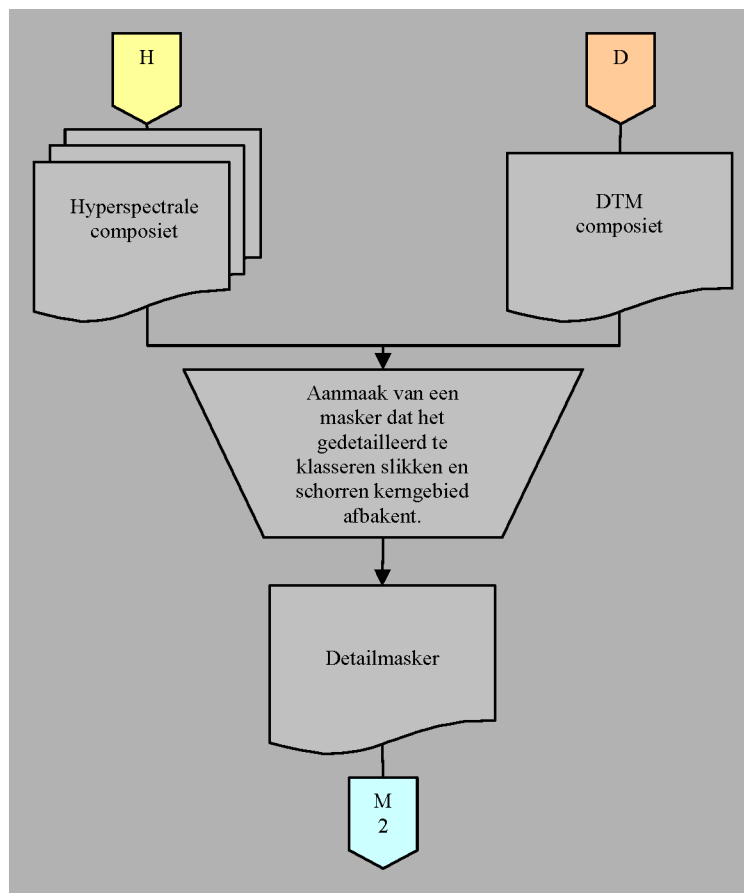 H
D
Hyperspectrale
composiet
DTM
composiet
Aanmaak van een
masker dat het
gedetailleerd te
klasseren slikken en
schorren kerngebied
afbakent.
Detailmasker
M
2